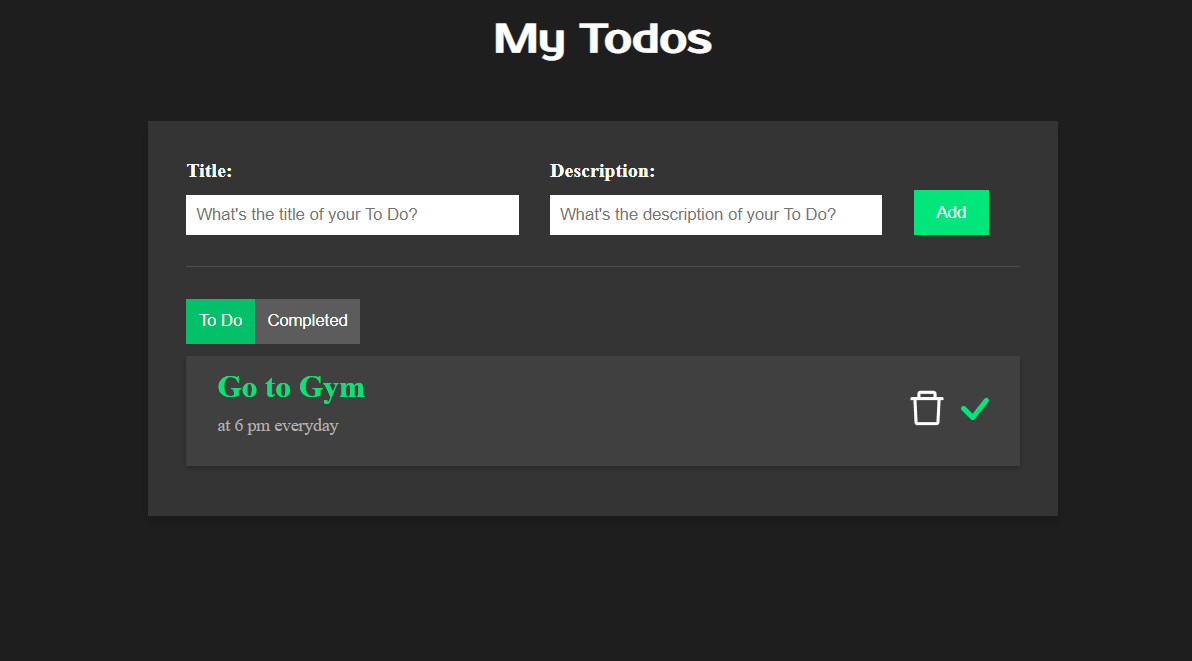 My Todos
Title:
Description:
What's the title of your To Do?
What's the description of your To Do?
Add
To Do
Completed
Go to Gym
at 6 pm everyday